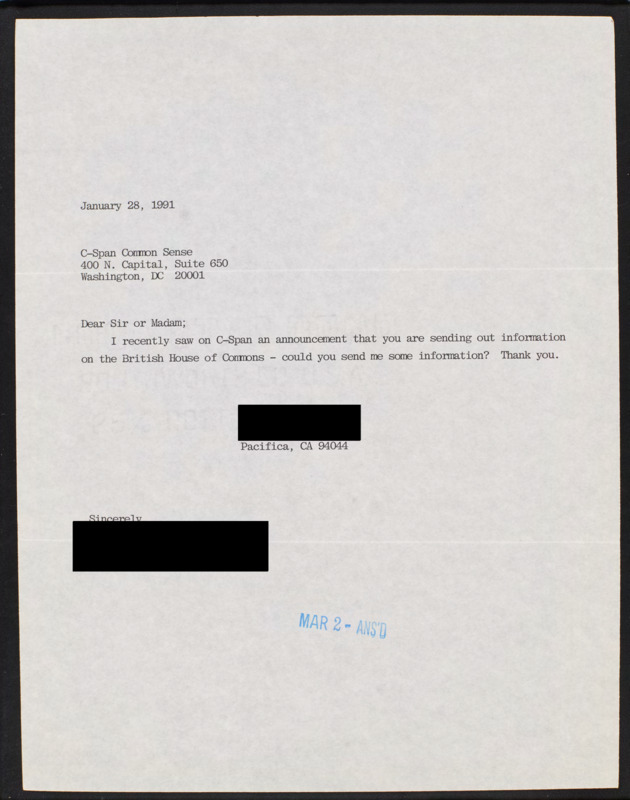 January 28, 1991
C-Span Common Sense
400 N. Capital, Suite 650
Washington, DC  20001
Dear Sir or Madam;
I recently saw on C-Span an announcement that you are sending out information
on the British House of Commons - could you send me some information?  Thank you.
Pacifica, CA 94044
Sincerely
MAR 2 - ANS'D